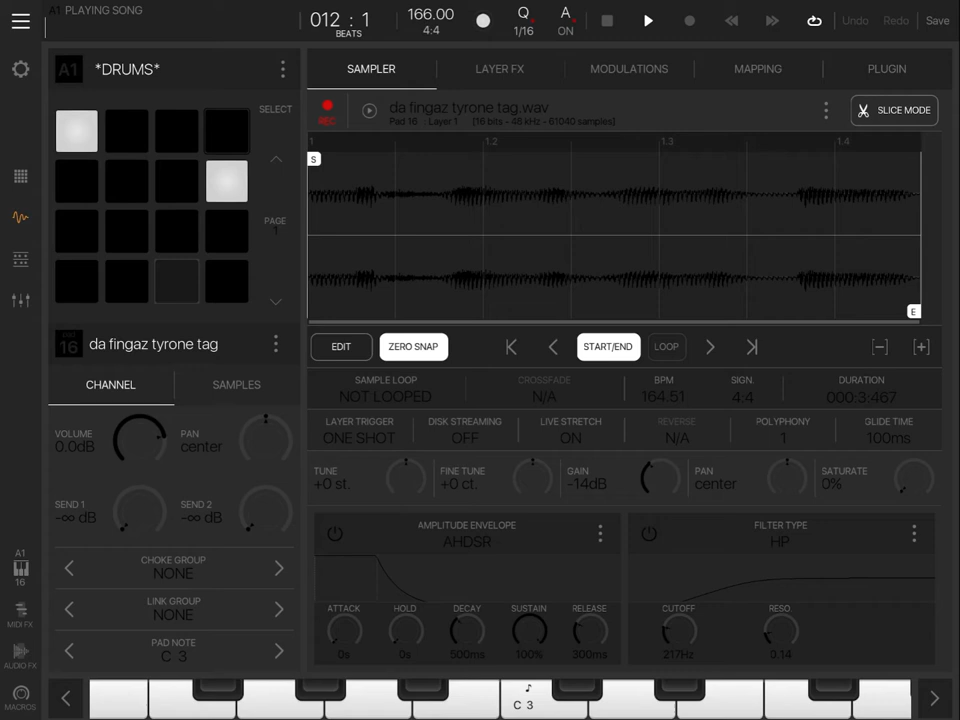 A1 PLAYING SONG
012 : 1
BEATS
166.00
4:4
Q
1/16
A
ON
Undo
Redo
Save
A1
*DRUMS*
SELECT
PAGE
1
PAD
16
da fingaz tyrone tag
CHANNEL
SAMPLES
VOLUME
0.0dB
PAN
center
SEND 1
-∞ dB
SEND 2
-∞ dB
CHOKE GROUP
NONE
LINK GROUP
NONE
PAD NOTE
C 3
SAMPLER
LAYER FX
MODULATIONS
MAPPING
PLUGIN
REC
da fingaz tyrone tag.wav
Pad 16 : Layer 1 [16 bits - 48 kHz - 61040 samples]
SLICE MODE
1
1.2
1.3
1.4
S
E
EDIT
ZERO SNAP
START/END
LOOP
[-]
[+]
SAMPLE LOOP
NOT LOOPED
CROSSFADE
N/A
BPM
164.51
SIGN.
4:4
DURATION
000:3:467
LAYER TRIGGER
ONE SHOT
DISK STREAMING
OFF
LIVE STRETCH
ON
REVERSE
N/A
POLYPHONY
1
GLIDE TIME
100ms
TUNE
+0 st.
FINE TUNE
+0 ct.
GAIN
-14dB
PAN
center
SATURATE
0%
AMPLITUDE ENVELOPE
AHDSR
FILTER TYPE
HP
ATTACK
0s
HOLD
0s
DECAY
500ms
SUSTAIN
100%
RELEASE
300ms
CUTOFF
217Hz
RESO
0.14
A1
16
MIDI FX
AUDIO FX
MACROS
C 3